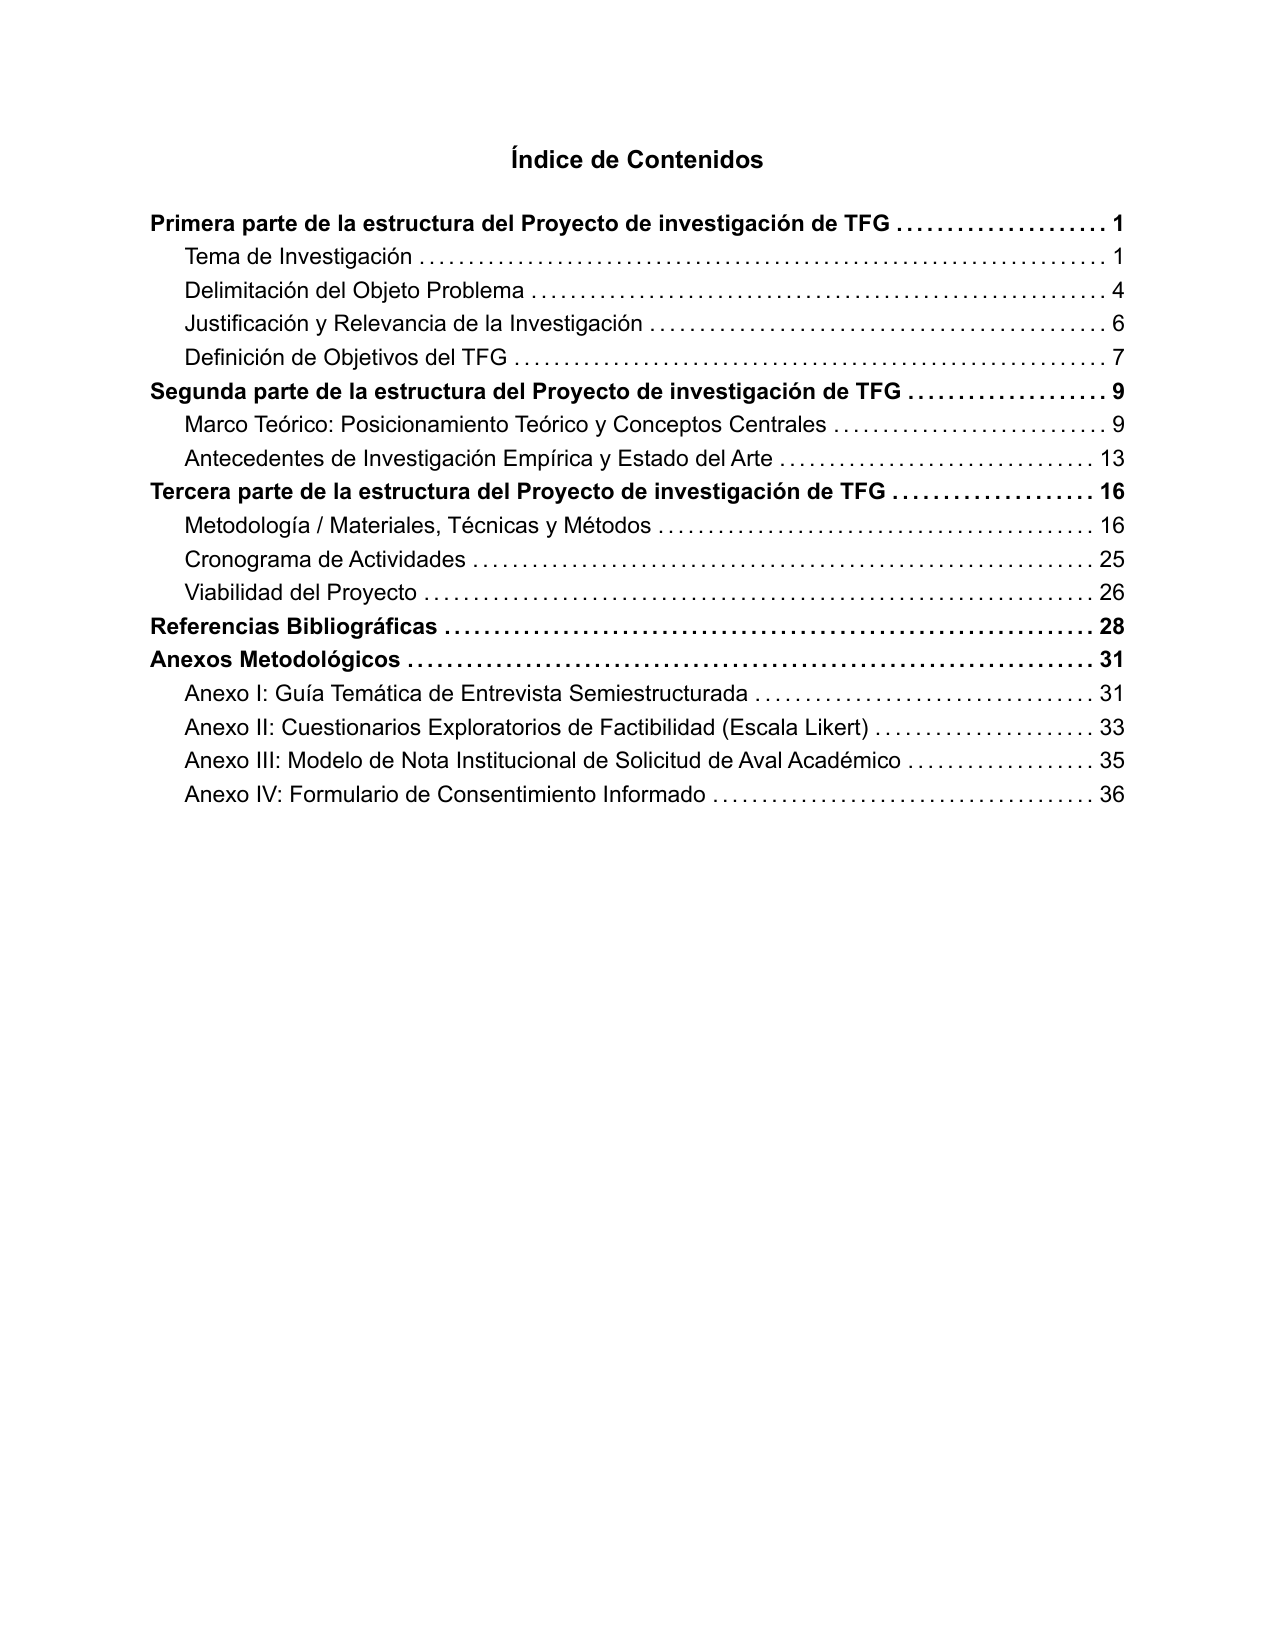 Índice de Contenidos
Primera parte de la estructura del Proyecto de investigación de TFG . . . . . . . . . . . . . . . . . . . . . 1
Tema de Investigación . . . . . . . . . . . . . . . . . . . . . . . . . . . . . . . . . . . . . . . . . . . . . . . . . . . . . . . . . . . . . . . . . . . . . 1
Delimitación del Objeto Problema . . . . . . . . . . . . . . . . . . . . . . . . . . . . . . . . . . . . . . . . . . . . . . . . . . . . . . . . . . 4
Justificación y Relevancia de la Investigación . . . . . . . . . . . . . . . . . . . . . . . . . . . . . . . . . . . . . . . . . . . . . . 6
Definición de Objetivos del TFG . . . . . . . . . . . . . . . . . . . . . . . . . . . . . . . . . . . . . . . . . . . . . . . . . . . . . . . . . . . 7
Segunda parte de la estructura del Proyecto de investigación de TFG . . . . . . . . . . . . . . . . . . . . 9
Marco Teórico: Posicionamiento Teórico y Conceptos Centrales . . . . . . . . . . . . . . . . . . . . . . . . . . . 9
Antecedentes de Investigación Empírica y Estado del Arte . . . . . . . . . . . . . . . . . . . . . . . . . . . . . . . 13
Tercera parte de la estructura del Proyecto de investigación de TFG . . . . . . . . . . . . . . . . . . . . 16
Metodología / Materiales, Técnicas y Métodos . . . . . . . . . . . . . . . . . . . . . . . . . . . . . . . . . . . . . . . . . . . 16
Cronograma de Actividades . . . . . . . . . . . . . . . . . . . . . . . . . . . . . . . . . . . . . . . . . . . . . . . . . . . . . . . . . . . . . . 25
Viabilidad del Proyecto . . . . . . . . . . . . . . . . . . . . . . . . . . . . . . . . . . . . . . . . . . . . . . . . . . . . . . . . . . . . . . . . . . . 26
Referencias Bibliográficas . . . . . . . . . . . . . . . . . . . . . . . . . . . . . . . . . . . . . . . . . . . . . . . . . . . . . . . . . . . . . . . . . 28
Anexos Metodológicos . . . . . . . . . . . . . . . . . . . . . . . . . . . . . . . . . . . . . . . . . . . . . . . . . . . . . . . . . . . . . . . . . . . . . 31
Anexo I: Guía Temática de Entrevista Semiestructurada . . . . . . . . . . . . . . . . . . . . . . . . . . . . . . . . . . 31
Anexo II: Cuestionarios Exploratorios de Factibilidad (Escala Likert) . . . . . . . . . . . . . . . . . . . . . . 33
Anexo III: Modelo de Nota Institucional de Solicitud de Aval Académico . . . . . . . . . . . . . . . . . . . 35
Anexo IV: Formulario de Consentimiento Informado . . . . . . . . . . . . . . . . . . . . . . . . . . . . . . . . . . . . . . 36